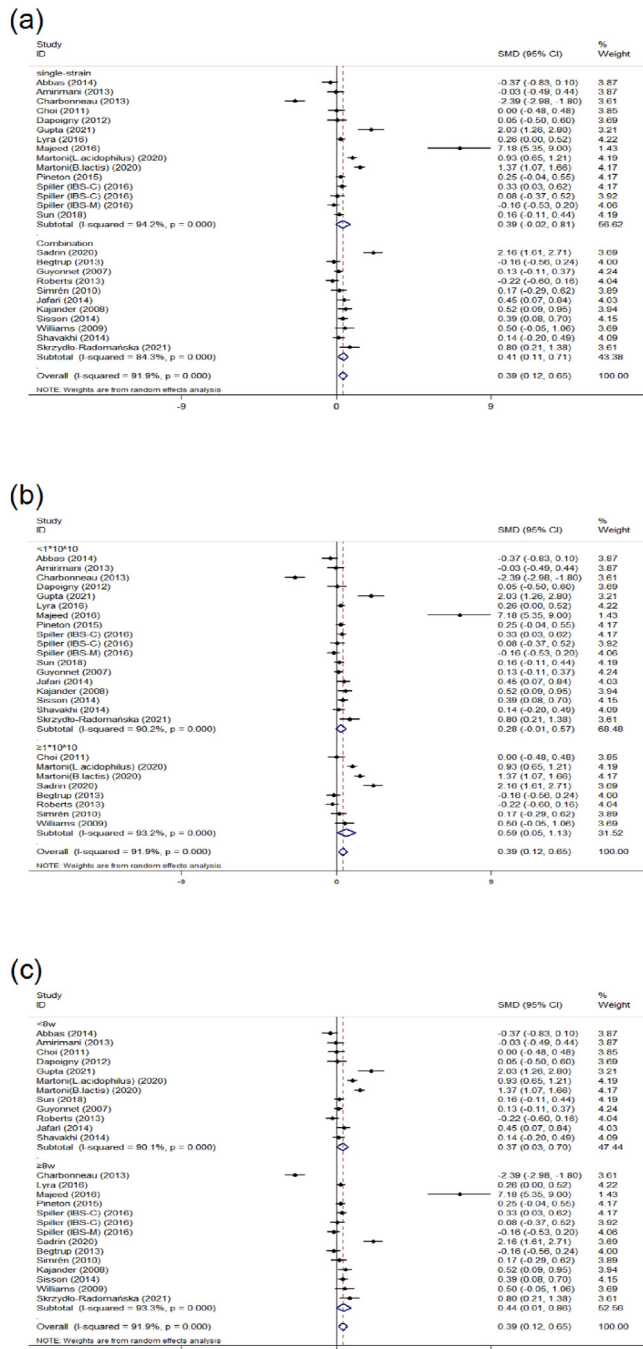 (a)
Study %
ID SMD (95% CI) Weight
single-strain
Abbas (2014) -0.37 (-0.83, 0.10) 3.87
Amirimani (2013) -0.03 (-0.49, 0.44) 3.87
Charbonneau (2013) -2.39 (-2.98, -1.80) 3.61
Choi (2011) 0.00 (-0.48, 0.48) 3.85
Dapoigny (2012) 0.05 (-0.50, 0.60) 3.69
Gupta (2021) 2.03 (1.26, 2.80) 3.21
Lyra (2016) 0.26 (0.00, 0.52) 4.22
Majeed (2016) 7.18 (5.35, 9.00) 1.43
Martoni(L.acidophilus) (2020) 0.93 (0.65, 1.21) 4.19
Martoni(B.lactis) (2020) 1.37 (1.07, 1.66) 4.17
Pineton (2015) 0.25 (-0.04, 0.55) 4.17
Spiller (IBS-C) (2016) 0.33 (0.03, 0.62) 4.17
Spiller (IBS-C) (2016) 0.08 (-0.37, 0.52) 3.92
Spiller (IBS-M) (2016) -0.16 (-0.53, 0.20) 4.06
Sun (2018) 0.16 (-0.11, 0.44) 4.19
Subtotal (I-squared = 94.2%, p = 0.000) 0.39 (-0.02, 0.81) 56.62
.
Combination
Sadrin (2020) 2.16 (1.61, 2.71) 3.69
Begtrup (2013) -0.16 (-0.56, 0.24) 4.00
Guyonnet (2007) 0.13 (-0.11, 0.37) 4.24
Roberts (2013) -0.22 (-0.60, 0.16) 4.04
Simrén (2010) 0.17 (-0.29, 0.62) 3.89
Jafari (2014) 0.45 (0.07, 0.84) 4.03
Kajander (2008) 0.52 (0.09, 0.95) 3.94
Sisson (2014) 0.39 (0.08, 0.70) 4.15
Williams (2009) 0.50 (-0.05, 1.06) 3.69
Shavakhi (2014) 0.14 (-0.20, 0.49) 4.09
Skrzydło-Radomańska (2021) 0.80 (0.21, 1.38) 3.61
Subtotal (I-squared = 84.3%, p = 0.000) 0.41 (0.11, 0.71) 43.38
.
Overall (I-squared = 91.9%, p = 0.000) 0.39 (0.12, 0.65) 100.00
NOTE: Weights are from random effects analysis
-9 0 9
(b)
Study %
ID SMD (95% CI) Weight
<1*10^10
Abbas (2014) -0.37 (-0.83, 0.10) 3.87
Amirimani (2013) -0.03 (-0.49, 0.44) 3.87
Charbonneau (2013) -2.39 (-2.98, -1.80) 3.61
Dapoigny (2012) 0.05 (-0.50, 0.60) 3.69
Gupta (2021) 2.03 (1.26, 2.80) 3.21
Lyra (2016) 0.26 (0.00, 0.52) 4.22
Majeed (2016) 7.18 (5.35, 9.00) 1.43
Pineton (2015) 0.25 (-0.04, 0.55) 4.17
Spiller (IBS-C) (2016) 0.33 (0.03, 0.62) 4.17
Spiller (IBS-C) (2016) 0.08 (-0.37, 0.52) 3.92
Spiller (IBS-M) (2016) -0.16 (-0.53, 0.20) 4.06
Sun (2018) 0.16 (-0.11, 0.44) 4.19
Guyonnet (2007) 0.13 (-0.11, 0.37) 4.24
Jafari (2014) 0.45 (0.07, 0.84) 4.03
Kajander (2008) 0.52 (0.09, 0.95) 3.94
Sisson (2014) 0.39 (0.08, 0.70) 4.15
Shavakhi (2014) 0.14 (-0.20, 0.49) 4.09
Skrzydło-Radomańska (2021) 0.80 (0.21, 1.38) 3.61
Subtotal (I-squared = 90.2%, p = 0.000) 0.28 (-0.01, 0.57) 68.48
.
≥1*10^10
Choi (2011) 0.00 (-0.48, 0.48) 3.85
Martoni(L.acidophilus) (2020) 0.93 (0.65, 1.21) 4.19
Martoni(B.lactis) (2020) 1.37 (1.07, 1.66) 4.17
Sadrin (2020) 2.16 (1.61, 2.71) 3.69
Begtrup (2013) -0.16 (-0.56, 0.24) 4.00
Roberts (2013) -0.22 (-0.60, 0.16) 4.04
Simrén (2010) 0.17 (-0.29, 0.62) 3.89
Williams (2009) 0.50 (-0.05, 1.06) 3.69
Subtotal (I-squared = 93.2%, p = 0.000) 0.59 (0.05, 1.13) 31.52
.
Overall (I-squared = 91.9%, p = 0.000) 0.39 (0.12, 0.65) 100.00
NOTE: Weights are from random effects analysis
-9 0 9
(c)
Study %
ID SMD (95% CI) Weight
<8w
Abbas (2014) -0.37 (-0.83, 0.10) 3.87
Amirimani (2013) -0.03 (-0.49, 0.44) 3.87
Choi (2011) 0.00 (-0.48, 0.48) 3.85
Dapoigny (2012) 0.05 (-0.50, 0.60) 3.69
Gupta (2021) 2.03 (1.26, 2.80) 3.21
Martoni(L.acidophilus) (2020) 0.93 (0.65, 1.21) 4.19
Martoni(B.lactis) (2020) 1.37 (1.07, 1.66) 4.17
Sun (2018) 0.16 (-0.11, 0.44) 4.19
Guyonnet (2007) 0.13 (-0.11, 0.37) 4.24
Roberts (2013) -0.22 (-0.60, 0.16) 4.04
Jafari (2014) 0.45 (0.07, 0.84) 4.03
Shavakhi (2014) 0.14 (-0.20, 0.49) 4.09
Subtotal (I-squared = 90.1%, p = 0.000) 0.37 (0.03, 0.70) 47.44
.
≥8w
Charbonneau (2013) -2.39 (-2.98, -1.80) 3.61
Lyra (2016) 0.26 (0.00, 0.52) 4.22
Majeed (2016) 7.18 (5.35, 9.00) 1.43
Pineton (2015) 0.25 (-0.04, 0.55) 4.17
Spiller (IBS-C) (2016) 0.33 (0.03, 0.62) 4.17
Spiller (IBS-C) (2016) 0.08 (-0.37, 0.52) 3.92
Spiller (IBS-M) (2016) -0.16 (-0.53, 0.20) 4.06
Sadrin (2020) 2.16 (1.61, 2.71) 3.69
Begtrup (2013) -0.16 (-0.56, 0.24) 4.00
Simrén (2010) 0.17 (-0.29, 0.62) 3.89
Kajander (2008) 0.52 (0.09, 0.95) 3.94
Sisson (2014) 0.39 (0.08, 0.70) 4.15
Williams (2009) 0.50 (-0.05, 1.06) 3.69
Skrzydło-Radomańska (2021) 0.80 (0.21, 1.38) 3.61
Subtotal (I-squared = 93.3%, p = 0.000) 0.44 (0.01, 0.86) 52.56
.
Overall (I-squared = 91.9%, p = 0.000) 0.39 (0.12, 0.65) 100.00
NOTE: Weights are from random effects analysis
-9 0 9